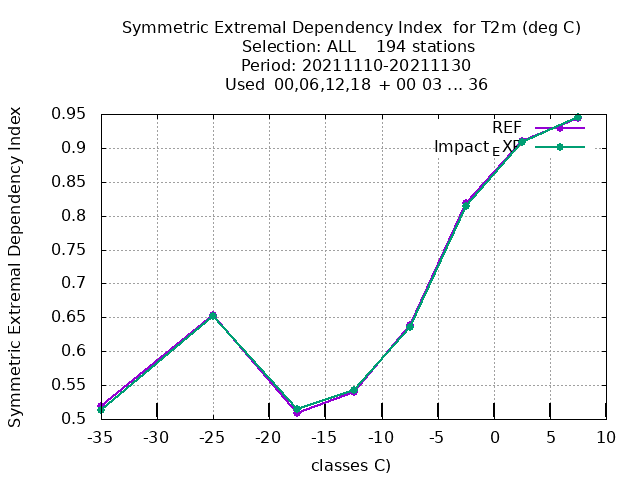 Symmetric Extremal Dependency Index for T2m (deg C)
Selection: ALL 194 stations
Period: 20211110-20211130
Used 00,06,12,18 + 00 03 ... 36
Symmetric Extremal Dependency Index
0.95
0.9
0.85
0.8
0.75
0.7
0.65
0.6
0.55
0.5
REF
Impact_EXP
-35 -30 -25 -20 -15 -10 -5 0 5 10
classes C)